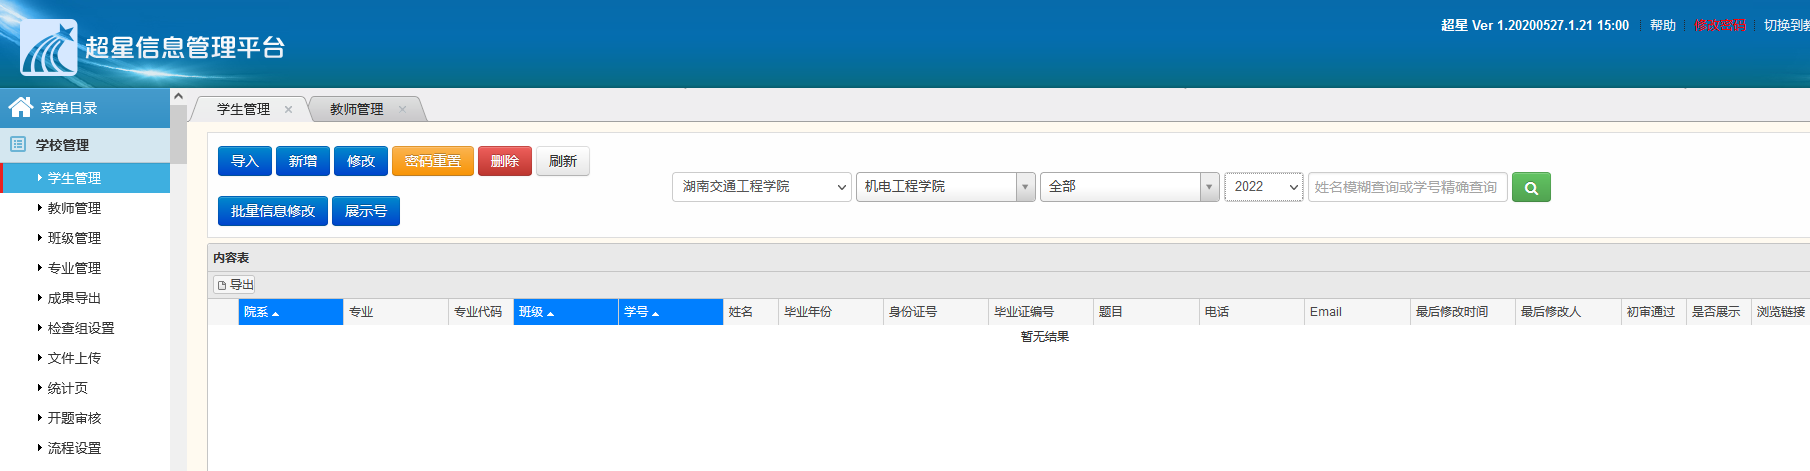 超星信息管理平台
超星 Ver 1.20200527.1.21 15:00 帮助 修改密码 切换到教
菜单目录
学校管理
学生管理
教师管理
班级管理
专业管理
成果导出
检查组设置
文件上传
统计页
开题审核
流程设置
学生管理 教师管理
导入 新增 修改 密码重置 删除 刷新
批量信息修改 展示号
湖南交通工程学院 机电工程学院 全部 2022 姓名模糊查询或学号精确查询
内容表
导出
院系 专业 专业代码 班级 学号 姓名 毕业年份 身份证号 毕业证编号 题目 电话 Email 最后修改时间 最后修改人 初审通过 是否展示 浏览链接
暂无结果